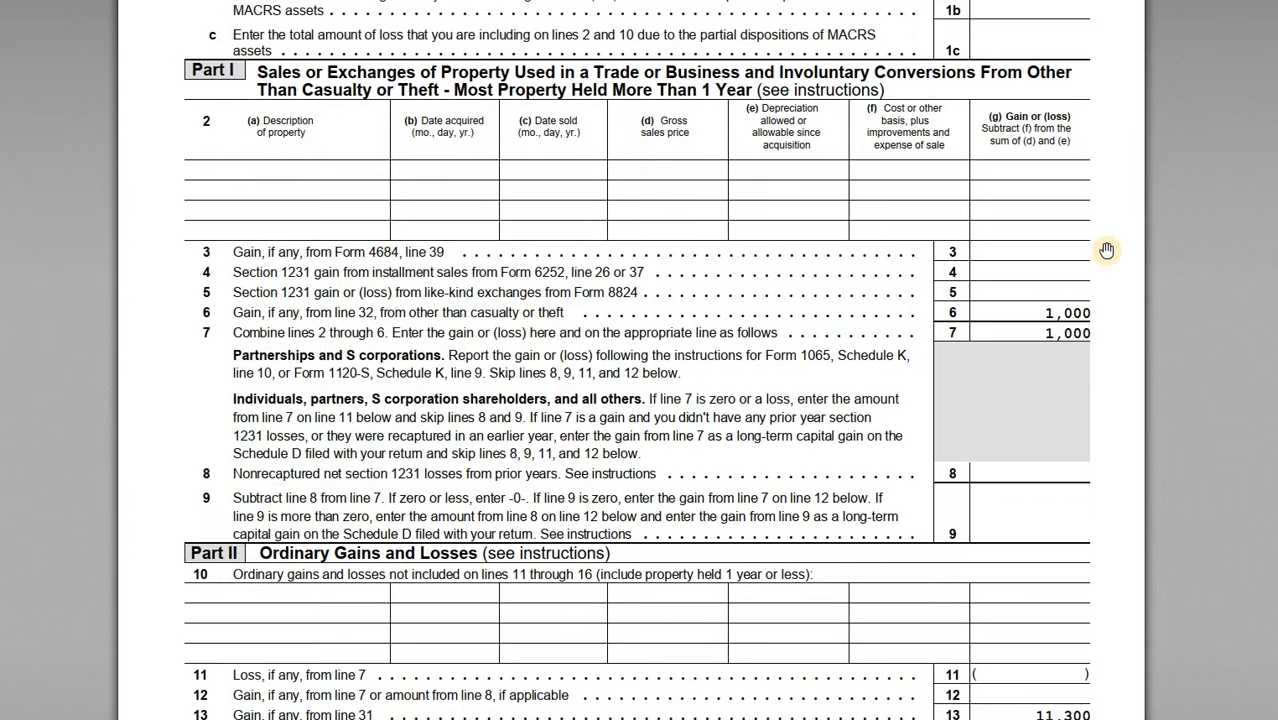 MACRS assets . . . . . . . . . . . . . . . . . . . . . . . . . . . . . . . . . . . . . . . . . . . . . . . . . . . . . 1b
c Enter the total amount of loss that you are including on lines 2 and 10 due to the partial dispositions of MACRS
assets . . . . . . . . . . . . . . . . . . . . . . . . . . . . . . . . . . . . . . . . . . . . . . . . . . . . . . . . . . 1c
Part I Sales or Exchanges of Property Used in a Trade or Business and Involuntary Conversions From Other
Than Casualty or Theft - Most Property Held More Than 1 Year (see instructions)
2 (a) Description
of property
(b) Date acquired
(mo., day, yr.)
(c) Date sold
(mo., day, yr.)
(d) Gross
sales price
(e) Depreciation
allowed or
allowable since
acquisition
(f) Cost or other
basis, plus
improvements and
expense of sale
(g) Gain or (loss)
Subtract (f) from the
sum of (d) and (e)
3 Gain, if any, from Form 4684, line 39 . . . . . . . . . . . . . . . . . . . . . . . . . . . . . . . . . . . . . . . . . 3
4 Section 1231 gain from installment sales from Form 6252, line 26 or 37 . . . . . . . . . . . . . . . . . . . . . . . . 4
5 Section 1231 gain or (loss) from like-kind exchanges from Form 8824 . . . . . . . . . . . . . . . . . . . . . . . . . 5
6 Gain, if any, from line 32, from other than casualty or theft . . . . . . . . . . . . . . . . . . . . . . . . . . . . . . 6 1,000
7 Combine lines 2 through 6. Enter the gain or (loss) here and on the appropriate line as follows . . . . . . . . . . . . 7 1,000
Partnerships and S corporations. Report the gain or (loss) following the instructions for Form 1065, Schedule K,
line 10, or Form 1120-S, Schedule K, line 9. Skip lines 8, 9, 11, and 12 below.
Individuals, partners, S corporation shareholders, and all others. If line 7 is zero or a loss, enter the amount
from line 7 on line 11 below and skip lines 8 and 9. If line 7 is a gain and you didn't have any prior year section
1231 losses, or they were recaptured in an earlier year, enter the gain from line 7 as a long-term capital gain on the
Schedule D filed with your return and skip lines 8, 9, 11, and 12 below.
8 Nonrecaptured net section 1231 losses from prior years. See instructions . . . . . . . . . . . . . . . . . . . . . . . 8
9 Subtract line 8 from line 7. If zero or less, enter -0-. If line 9 is zero, enter the gain from line 7 on line 12 below. If
line 9 is more than zero, enter the amount from line 8 on line 12 below and enter the gain from line 9 as a long-term
capital gain on the Schedule D filed with your return. See instructions . . . . . . . . . . . . . . . . . . . . . . . . . 9
Part II Ordinary Gains and Losses (see instructions)
10 Ordinary gains and losses not included on lines 11 through 16 (include property held 1 year or less):
11 Loss, if any, from line 7 . . . . . . . . . . . . . . . . . . . . . . . . . . . . . . . . . . . . . . . . . . . . . . . . 11 ( )
12 Gain, if any, from line 7 or amount from line 8, if applicable . . . . . . . . . . . . . . . . . . . . . . . . . . . . . . 12
13 Gain, if any, from line 31 . . . . . . . . . . . . . . . . . . . . . . . . . . . . . . . . . . . . . . . . . . . . . . . 13 11,300